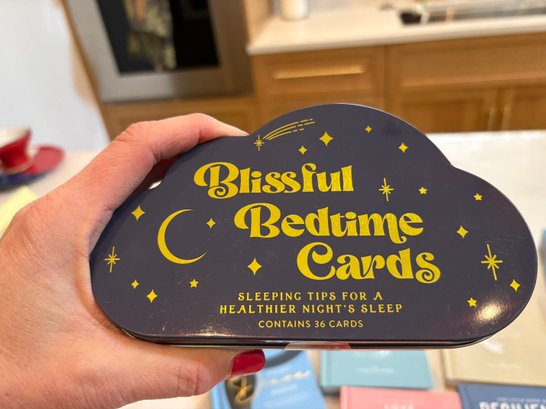 Blissful
Bedtime
Cards
SLEEPING TIPS FOR A
HEALTHIER NIGHT'S SLEEP
CONTAINS 36 CARDS